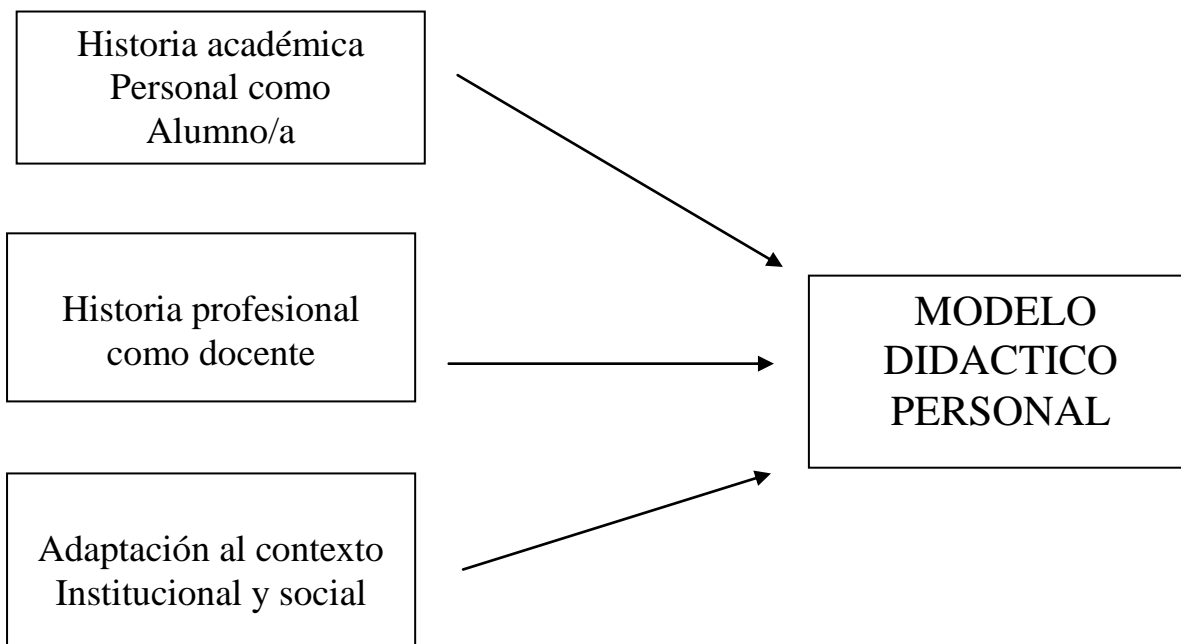 Historia académica
Personal como
Alumno/a
Historia profesional
como docente
Adaptación al contexto
Institucional y social
MODELO
DIDACTICO
PERSONAL